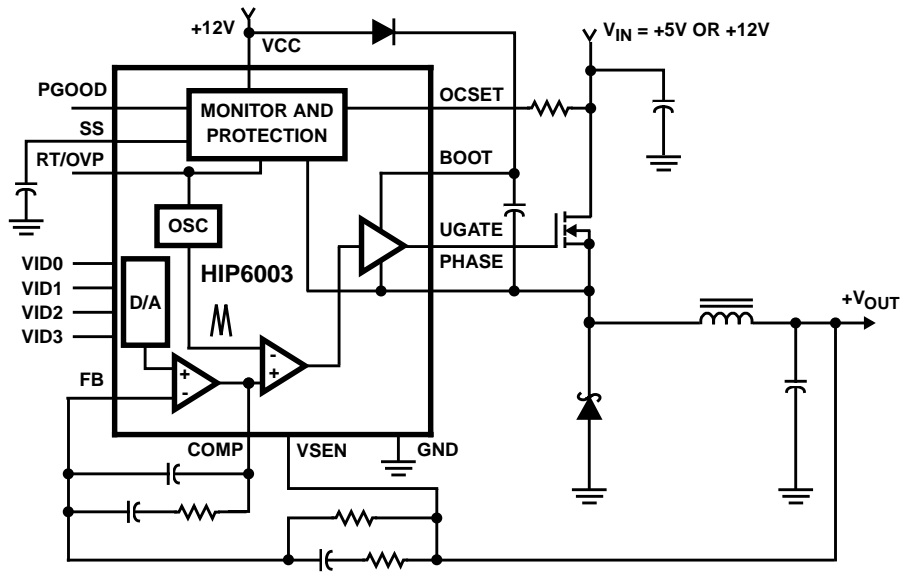 +12V
VCC
V_IN = +5V OR +12V
PGOOD
MONITOR AND
PROTECTION
OCSET
SS
RT/OVP
BOOT
OSC
UGATE
PHASE
VID0
VID1
VID2
VID3
D/A
HIP6003
+V_OUT
FB
+
-
-
+
COMP
VSEN
GND